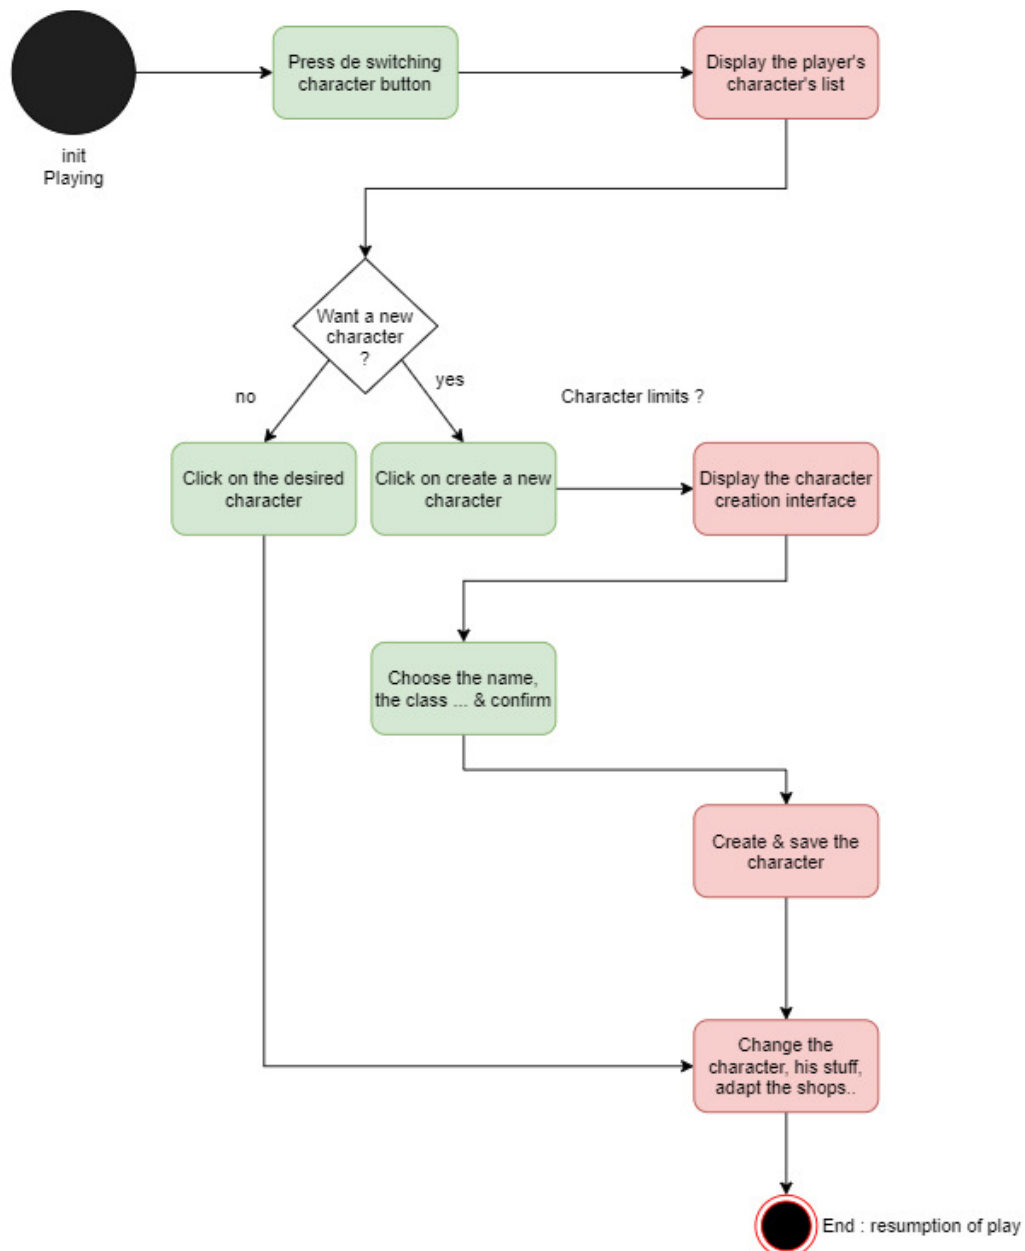 Press de switching
character button
Display the player's
character's list
init
Playing
Want a new
character
?
no
yes
Character limits ?
Click on the desired
character
Click on create a new
character
Display the character
creation interface
Choose the name,
the class ... & confirm
Create & save the
character
Change the
character, his stuff,
adapt the shops..
End : resumption of play